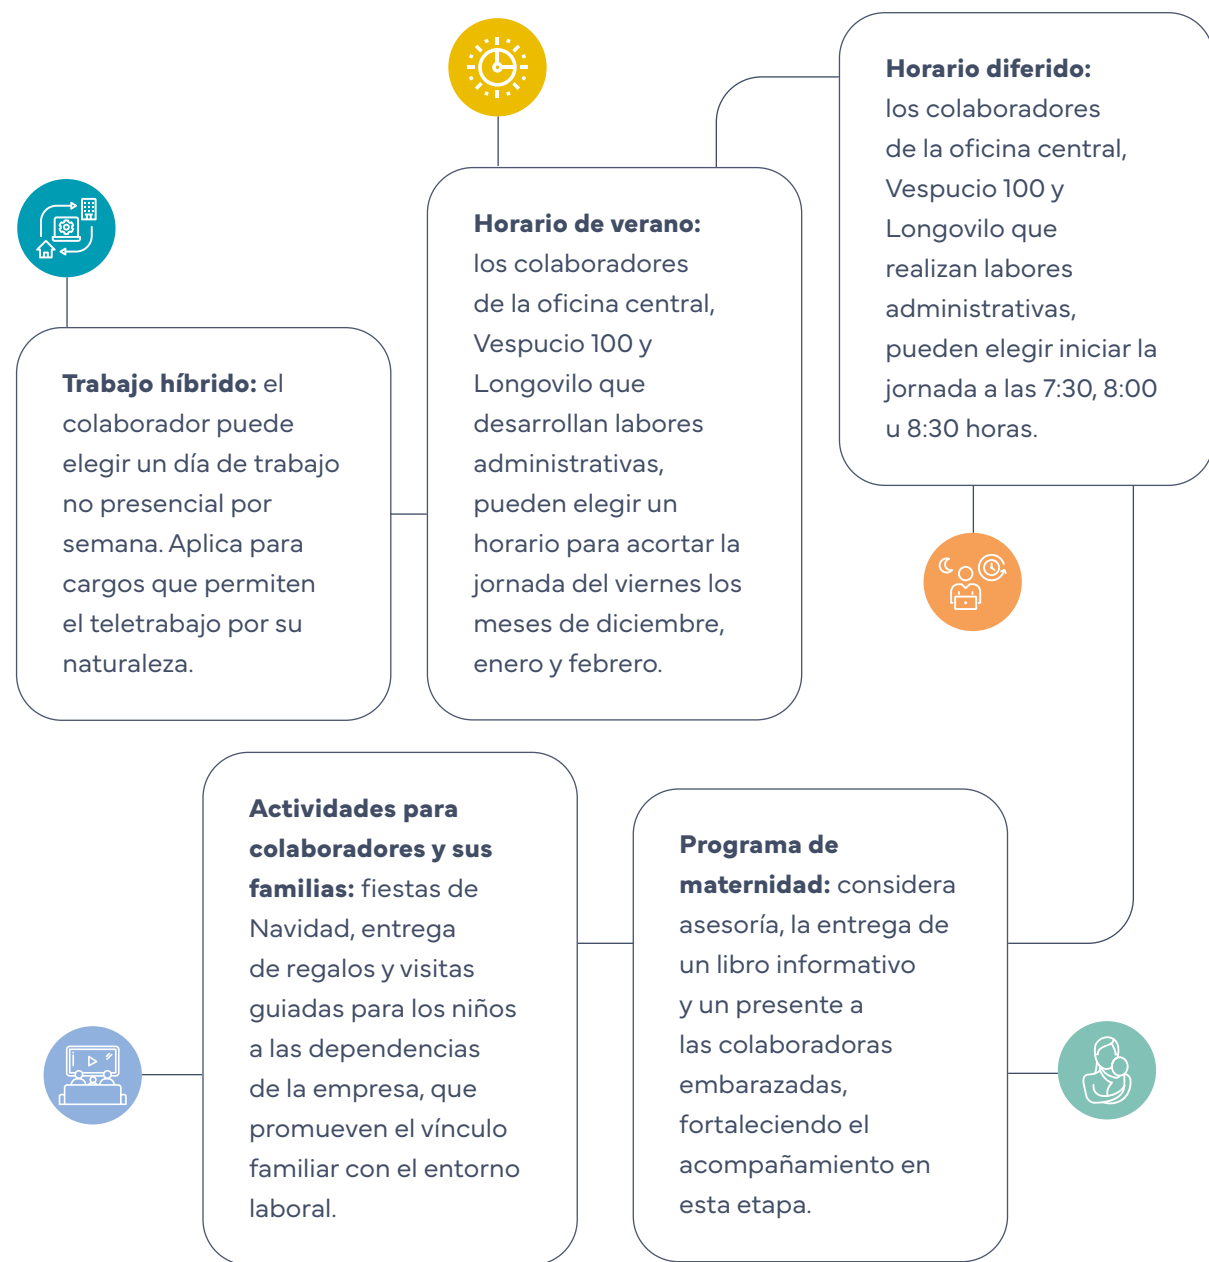 Trabajo híbrido: el
colaborador puede
elegir un día de trabajo
no presencial por
semana. Aplica para
cargos que permiten
el teletrabajo por su
naturaleza.
Horario de verano:
los colaboradores
de la oficina central,
Vespucio 100 y
Longovilo que
desarrollan labores
administrativas,
pueden elegir un
horario para acortar la
jornada del viernes los
meses de diciembre,
enero y febrero.
Horario diferido:
los colaboradores
de la oficina central,
Vespucio 100 y
Longovilo que
realizan labores
administrativas,
pueden elegir iniciar la
jornada a las 7:30, 8:00
u 8:30 horas.
Actividades para
colaboradores y sus
familias: fiestas de
Navidad, entrega
de regalos y visitas
guiadas para los niños
a las dependencias
de la empresa, que
promueven el vínculo
familiar con el entorno
laboral.
Programa de
maternidad: considera
asesoría, la entrega de
un libro informativo
y un presente a
las colaboradoras
embarazadas,
fortaleciendo el
acompañamiento en
esta etapa.